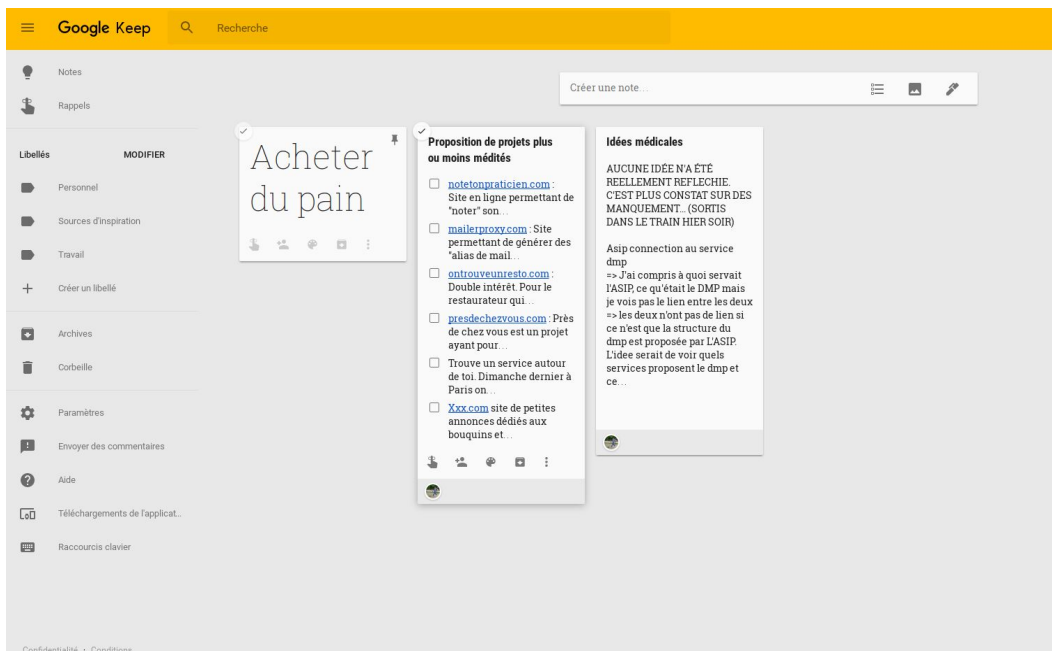 Google Keep
Recherche
Notes
Rappels
Libellés
MODIFIER
Personnel
Sources d'inspiration
Travail
Créer un libellé
Archives
Corbeille
Paramètres
Envoyer des commentaires
Aide
Téléchargements de l'applicat...
Raccourcis clavier
Confidentialité • Conditions
Créer une note...
Acheter
du pain
Proposition de projets plus
ou moins médités
notetonpraticien.com :
Site en ligne permettant de
"noter" son...
mailerproxy.com : Site
permettant de générer des
"alias de mail...
ontrouveunresto.com :
Double intérêt. Pour le
restaurateur qui...
presdechezvous.com : Près
de chez vous est un projet
ayant pour...
Trouve un service autour
de toi. Dimanche dernier à
Paris on...
Xxx.com site de petites
annonces dédiés aux
bouquins et...
Idées médicales
AUCUNE IDÉE N'A ÉTÉ
REELLEMENT REFLECHIE.
C'EST PLUS CONSTAT SUR DES
MANQUEMENT... (SORTIS
DANS LE TRAIN HIER SOIR)
Asip connection au service
dmp
=> J'ai compris à quoi servait
l'ASIP, ce qu'était le DMP mais
je vois pas le lien entre les deux
=> les deux n'ont pas de lien si
ce n'est que la structure du
dmp est proposée par L'ASIP.
L'idee serait de voir quels
services proposent le dmp et
ce...